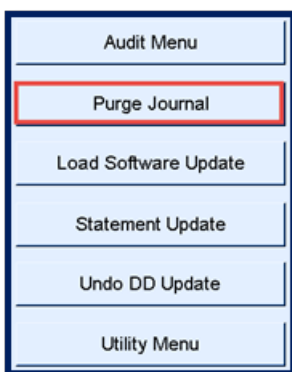 Audit Menu
Purge Journal
Load Software Update
Statement Update
Undo DD Update
Utility Menu